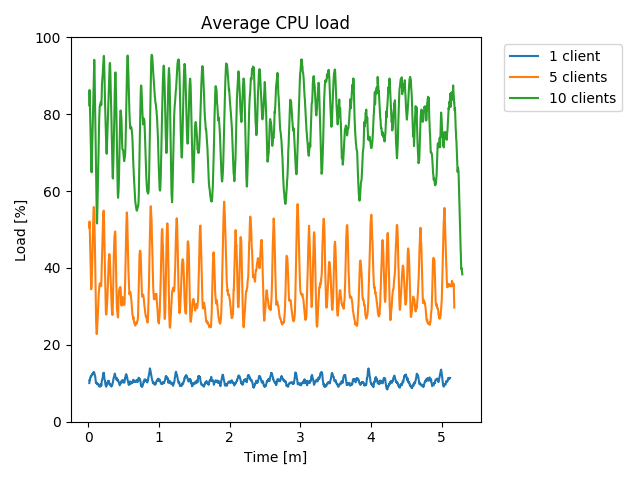 Average CPU load
100
80
60
40
20
0
Load [%]
0 1 2 3 4 5
Time [m]
1 client
5 clients
10 clients